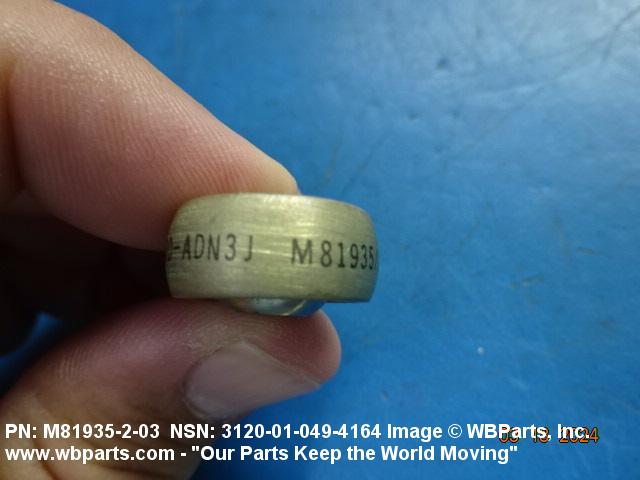 -ADN3J M81935/
PN: M81935-2-03 NSN: 3120-01-049-4164 Image © WBParts, Inc.
www.wbparts.com - "Our Parts Keep the World Moving"
2024